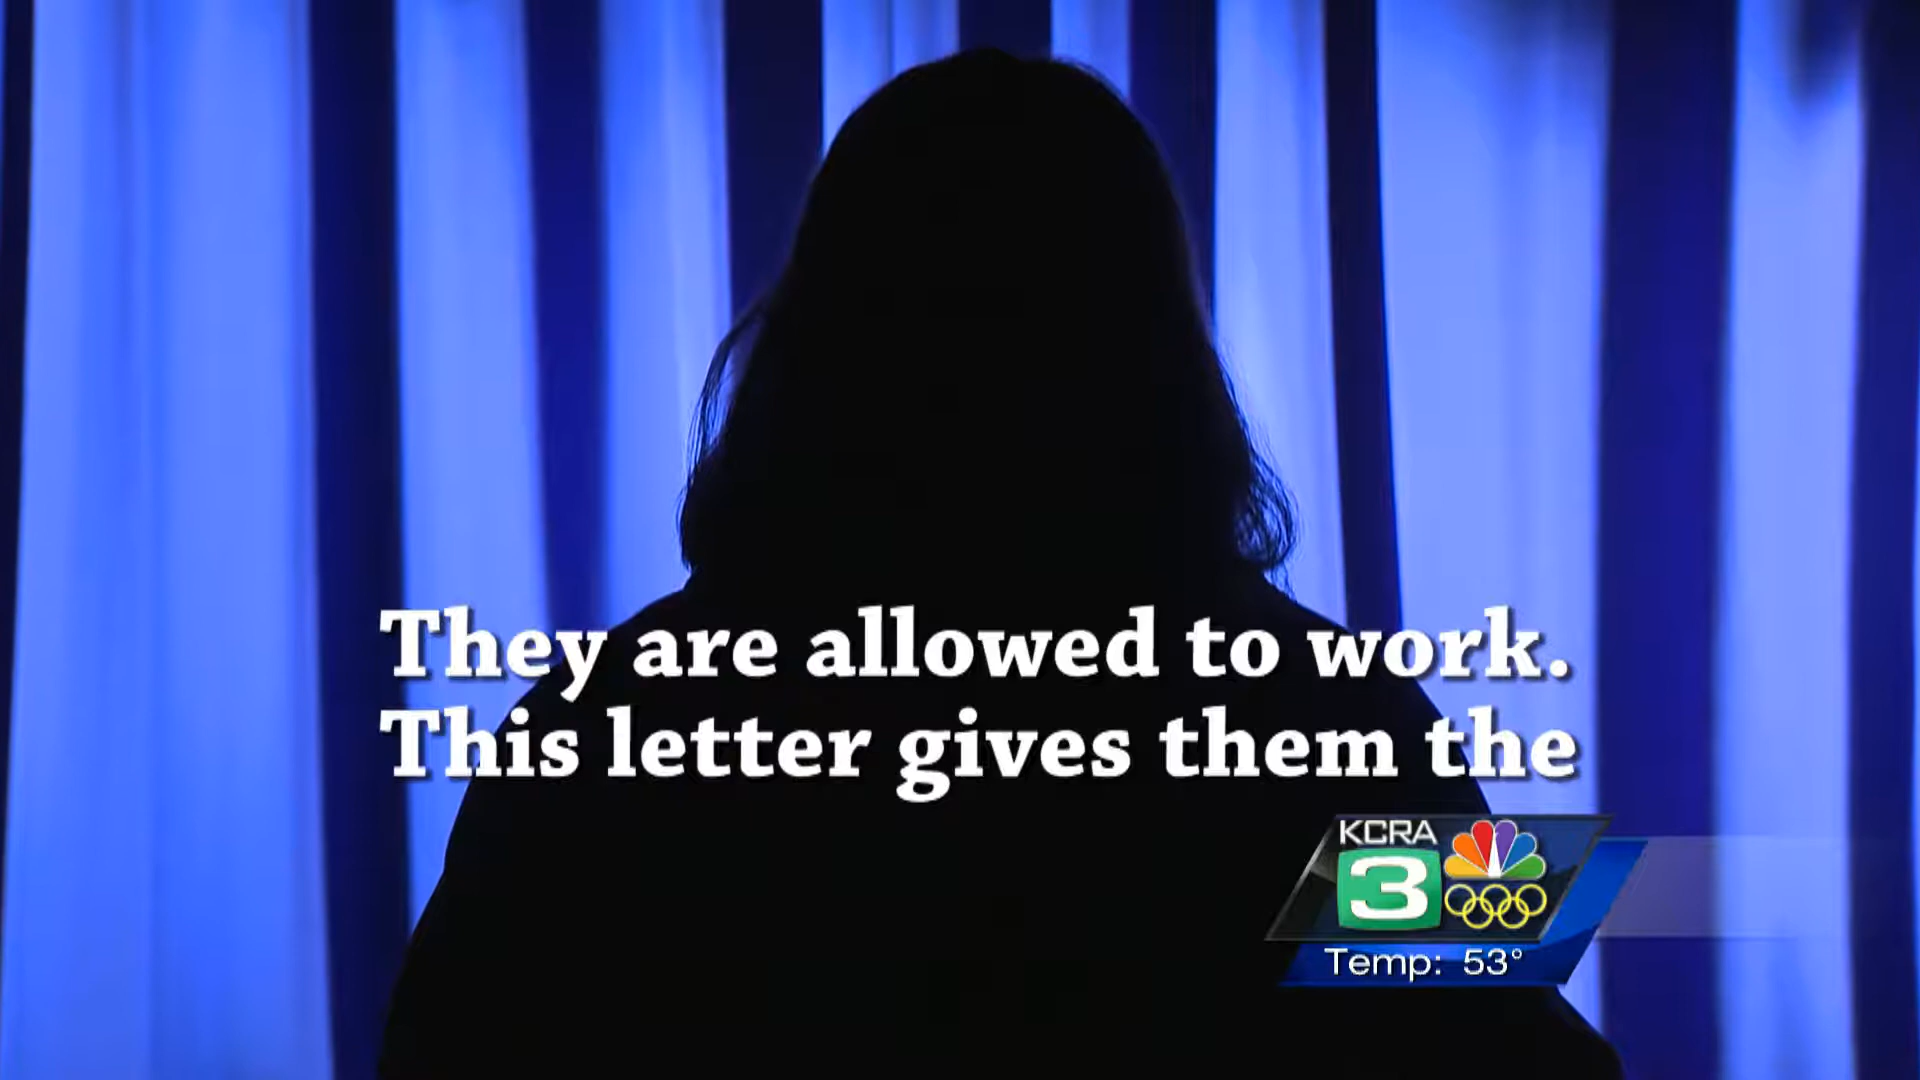 They are allowed to work.
This letter gives them the
KCRA
3
Temp: 53°